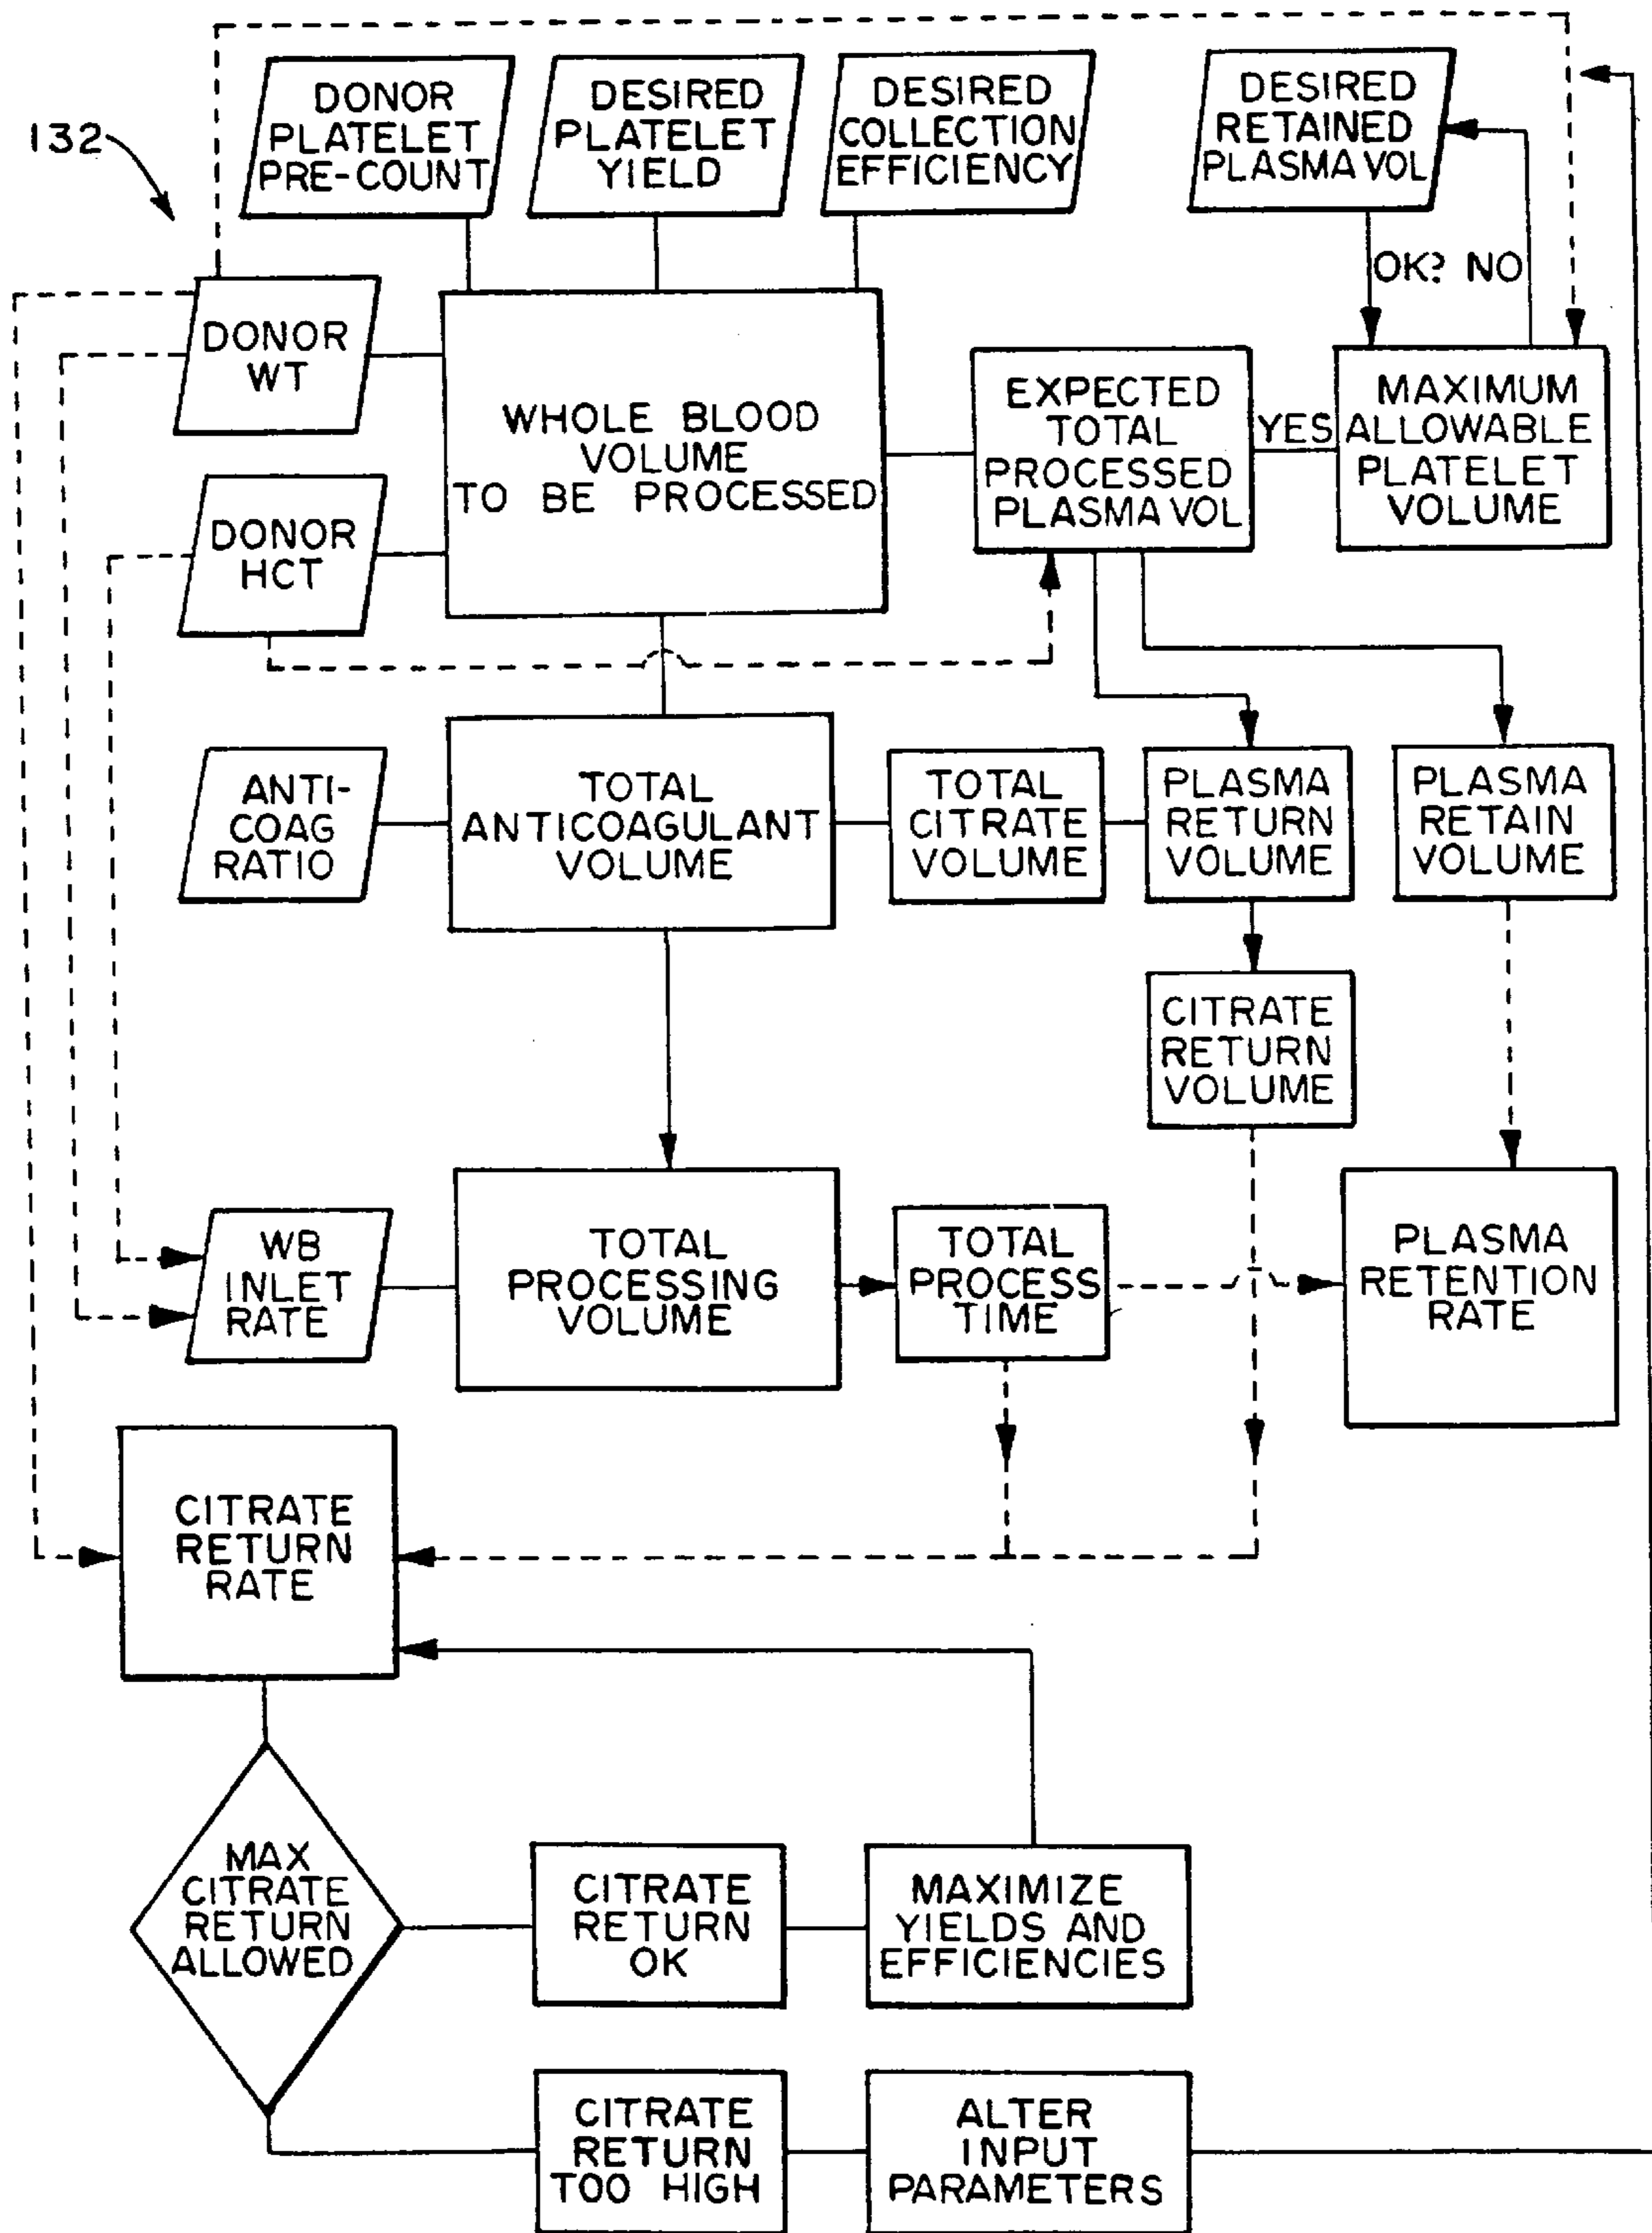 132
DONOR
PLATELET
PRE-COUNT
DESIRED
PLATELET
YIELD
DESIRED
COLLECTION
EFFICIENCY
DESIRED
RETAINED
PLASMA VOL
OK? NO
DONOR
WT
WHOLE BLOOD
VOLUME
TO BE PROCESSED
EXPECTED
TOTAL
PROCESSED
PLASMA VOL
YES
MAXIMUM
ALLOWABLE
PLATELET
VOLUME
DONOR
HCT
ANTI-
COAG
RATIO
TOTAL
ANTICOAGULANT
VOLUME
TOTAL
CITRATE
VOLUME
PLASMA
RETURN
VOLUME
PLASMA
RETAIN
VOLUME
CITRATE
RETURN
VOLUME
WB
INLET
RATE
TOTAL
PROCESSING
VOLUME
TOTAL
PROCESS
TIME
PLASMA
RETENTION
RATE
CITRATE
RETURN
RATE
MAX
CITRATE
RETURN
ALLOWED
CITRATE
RETURN
OK
MAXIMIZE
YIELDS AND
EFFICIENCIES
CITRATE
RETURN
TOO HIGH
ALTER
INPUT
PARAMETERS